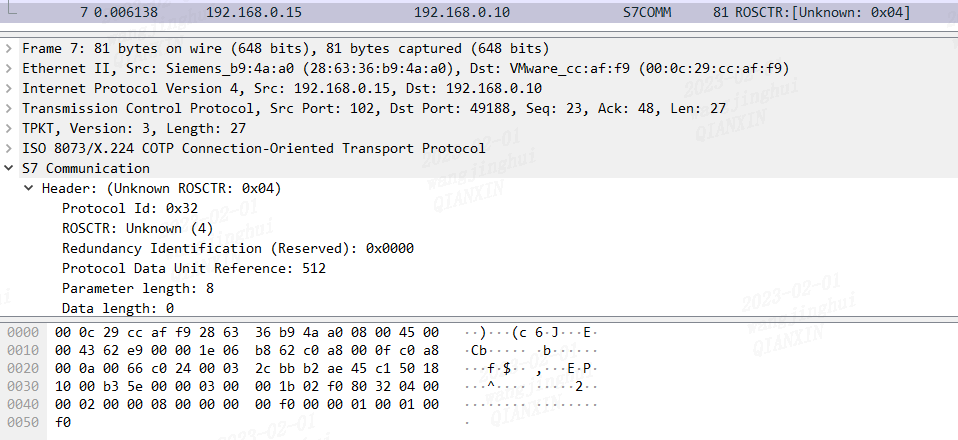 7 0.006138 192.168.0.15 192.168.0.10 S7COMM 81 ROSCTR:[Unknown: 0x04]
Frame 7: 81 bytes on wire (648 bits), 81 bytes captured (648 bits)
Ethernet II, Src: Siemens_b9:4a:a0 (28:63:36:b9:4a:a0), Dst: VMware_cc:af:f9 (00:0c:29:cc:af:f9)
Internet Protocol Version 4, Src: 192.168.0.15, Dst: 192.168.0.10
Transmission Control Protocol, Src Port: 102, Dst Port: 49188, Seq: 23, Ack: 48, Len: 27
TPKT, Version: 3, Length: 27
ISO 8073/X.224 COTP Connection-Oriented Transport Protocol
S7 Communication
Header: (Unknown ROSCTR: 0x04)
Protocol Id: 0x32
ROSCTR: Unknown (4)
Redundancy Identification (Reserved): 0x0000
Protocol Data Unit Reference: 512
Parameter length: 8
Data length: 0
0000 00 0c 29 cc af f9 28 63 36 b9 4a a0 08 00 45 00 ··)···(c 6·J···E·
0010 00 43 62 e9 00 00 1e 06 b8 62 c0 a8 00 0f c0 a8 ·Cb····· ·b······
0020 00 0a 00 66 c0 24 00 03 2c bb b2 ae 45 c1 50 18 ···f·$·· ,···E·P·
0030 10 00 b3 5e 00 00 03 00 00 1b 02 f0 80 32 04 00 ···^···· ·····2··
0040 00 02 00 00 08 00 00 00 00 f0 00 00 01 00 01 00 ········ ········
0050 f0 ·
2023-02-01
wangjinghui
QIANXIN